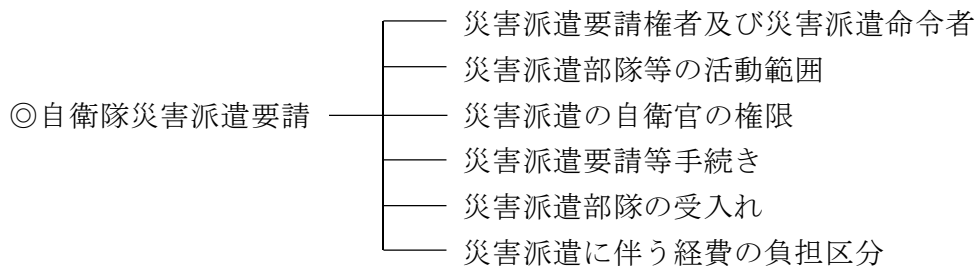 ◎自衛隊災害派遣要請
災害派遣要請権者及び災害派遣命令者
災害派遣部隊等の活動範囲
災害派遣の自衛官の権限
災害派遣要請等手続き
災害派遣部隊の受入れ
災害派遣に伴う経費の負担区分